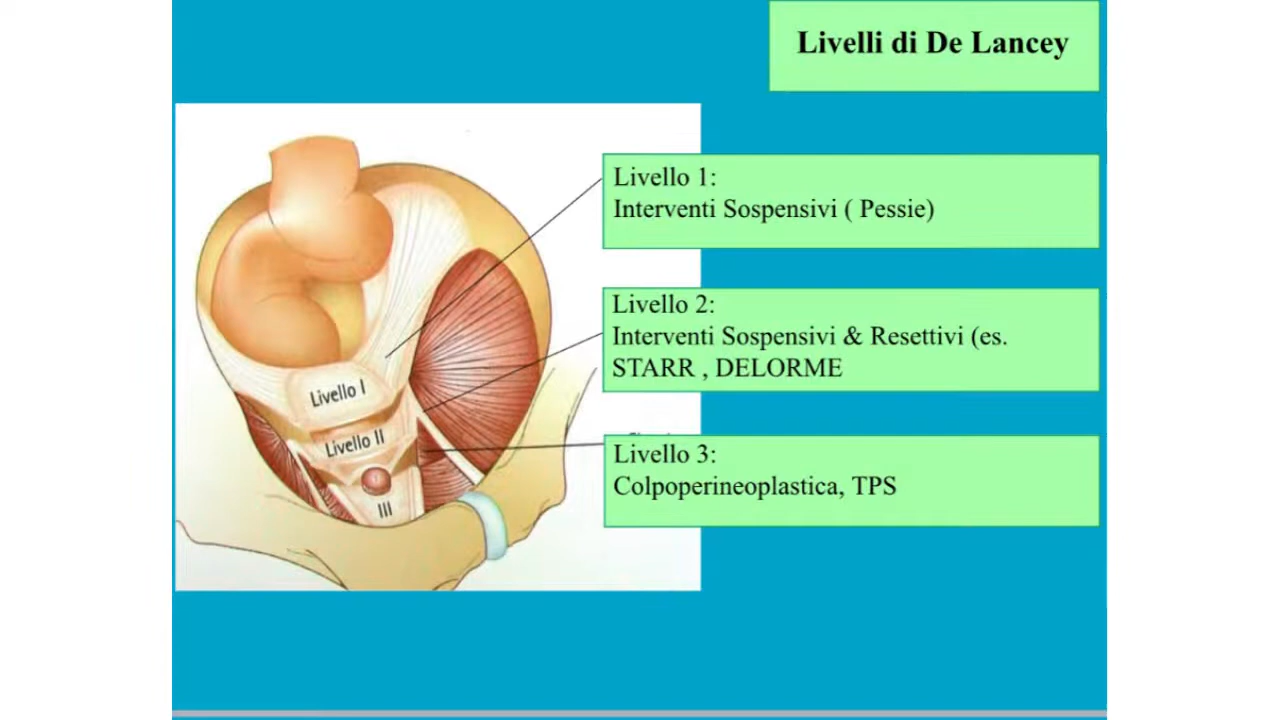 Livelli di De Lancey
Livello 1:
Interventi Sospensivi ( Pessie)
Livello 2:
Interventi Sospensivi & Resettivi (es.
STARR , DELORME
Livello 3:
Colpoperineoplastica, TPS
Livello I
Livello II
III